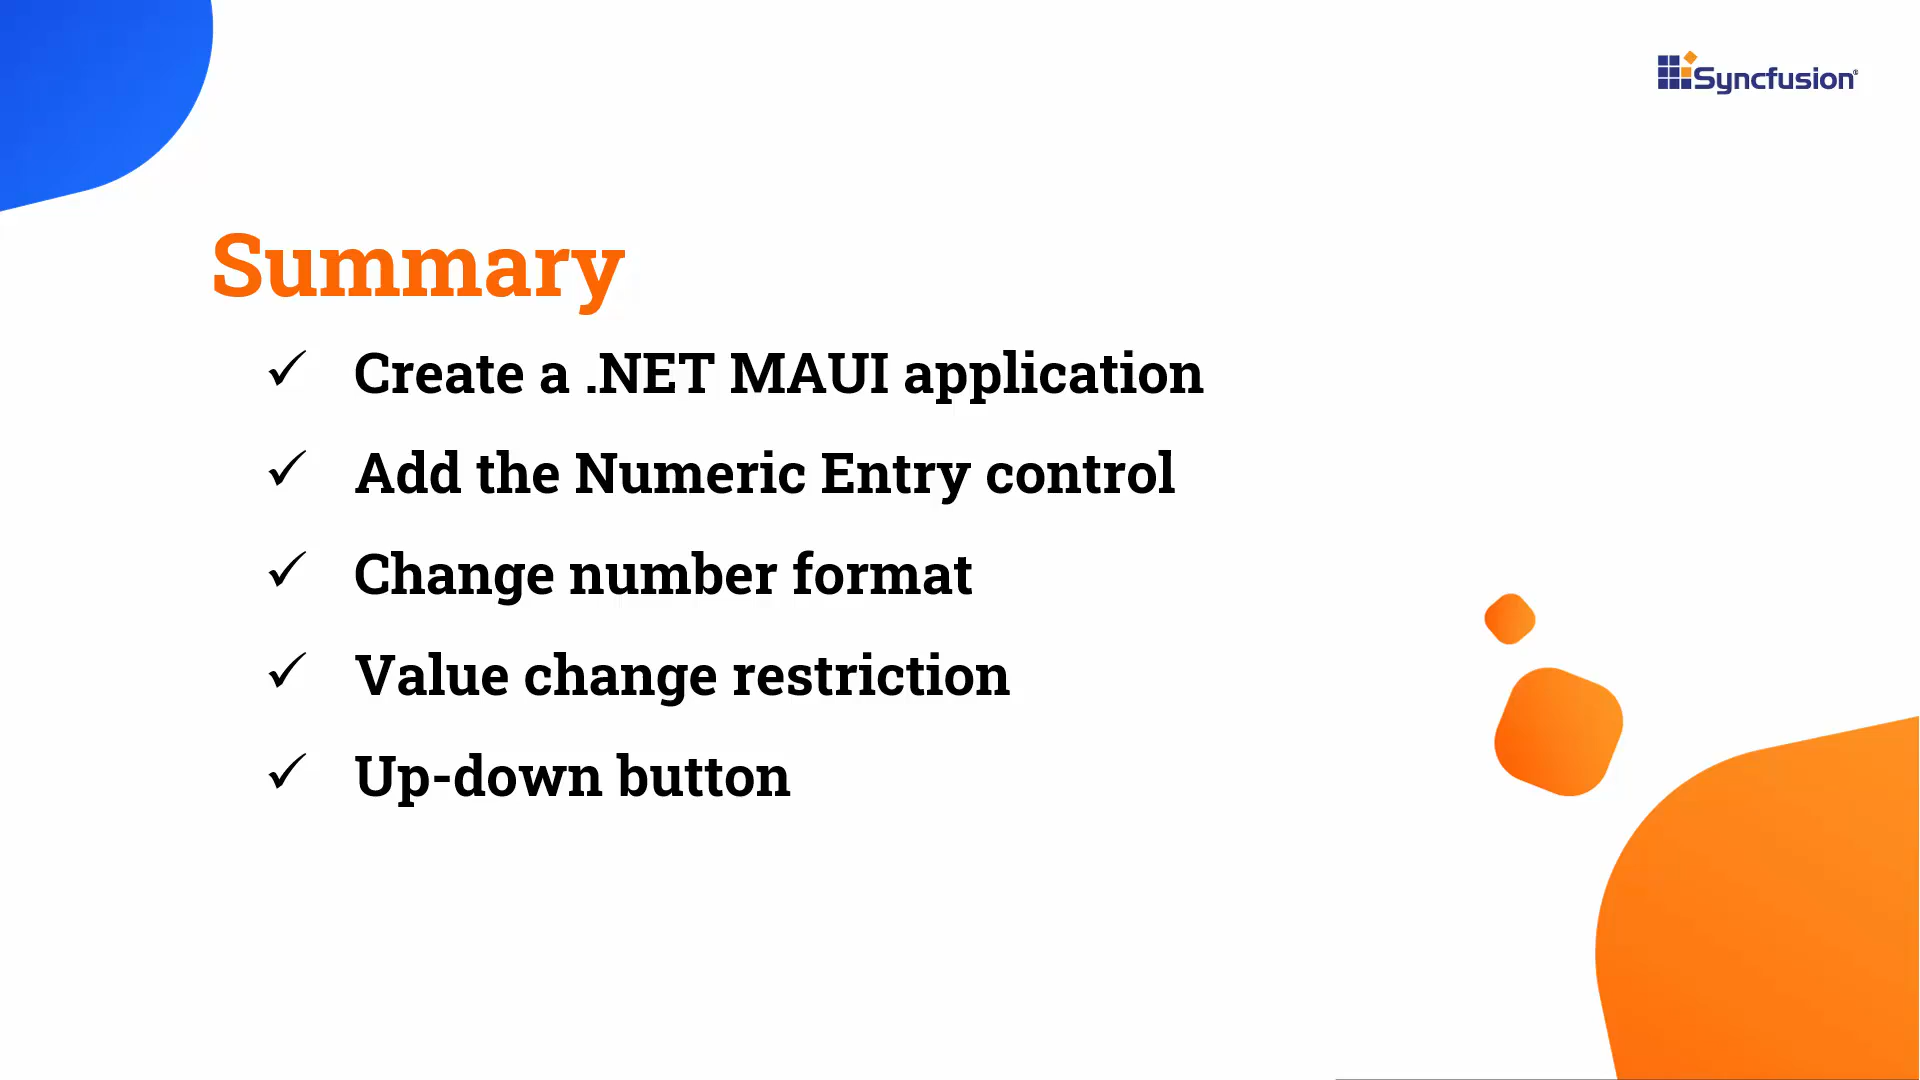 Syncfusion®
Summary
✓ Create a .NET MAUI application
✓ Add the Numeric Entry control
✓ Change number format
✓ Value change restriction
✓ Up-down button